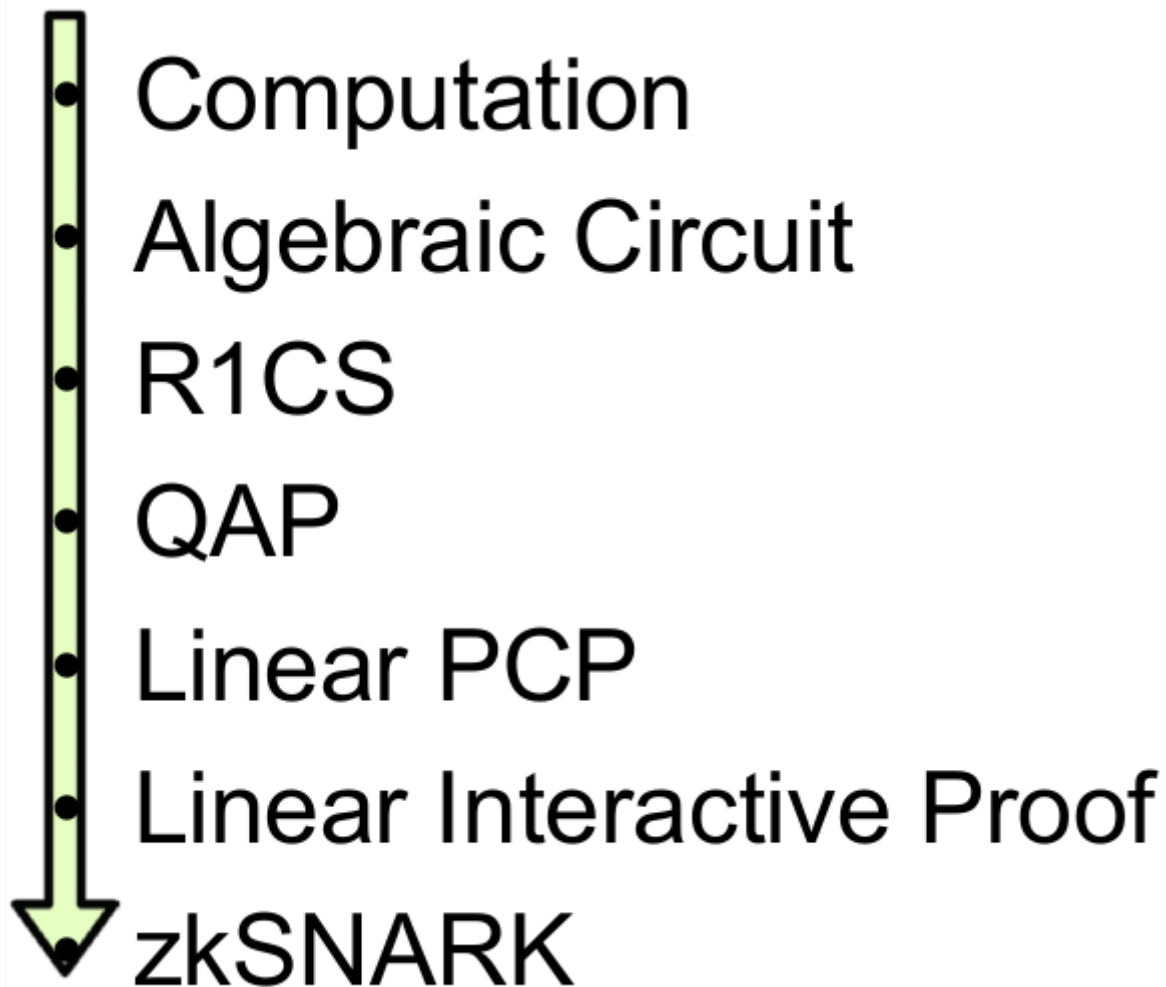 Computation
Algebraic Circuit
R1CS
QAP
Linear PCP
Linear Interactive Proof
zkSNARK